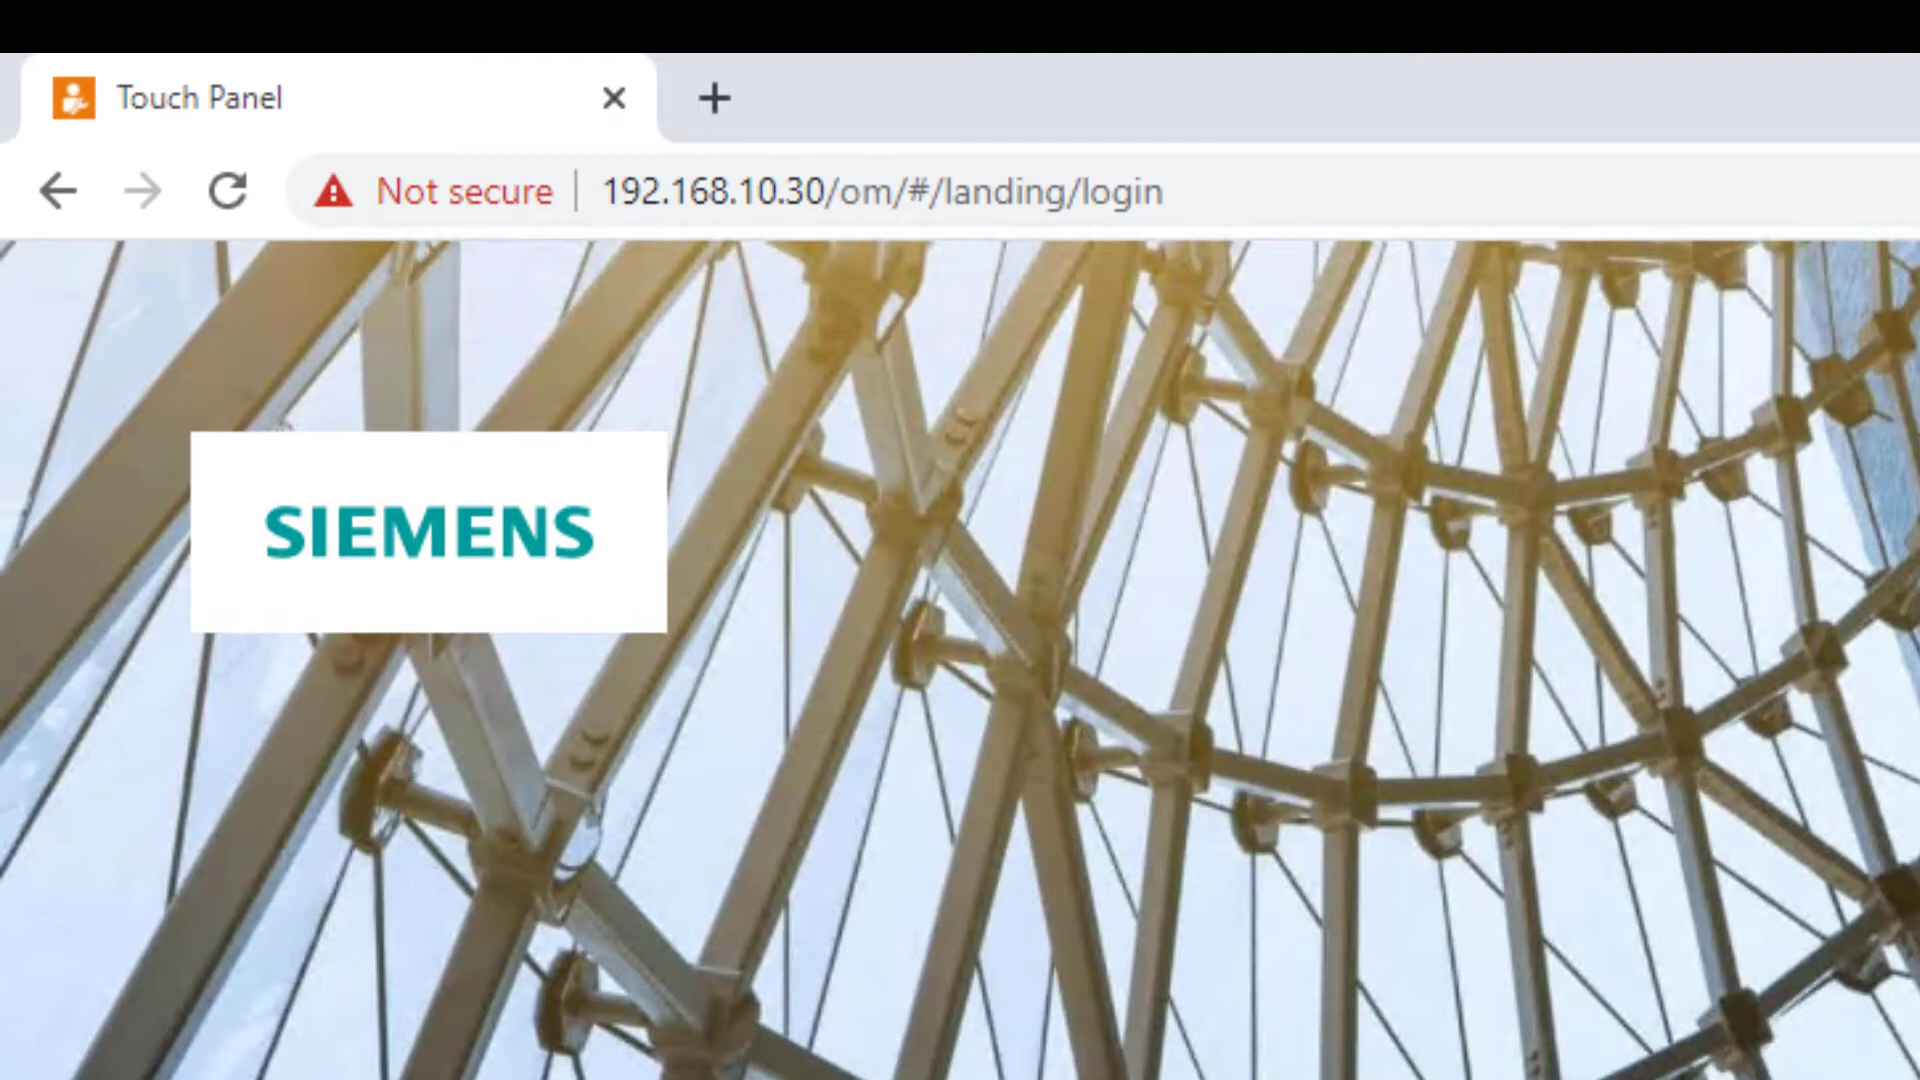 Touch Panel
Not secure 192.168.10.30/om/#/landing/login
SIEMENS